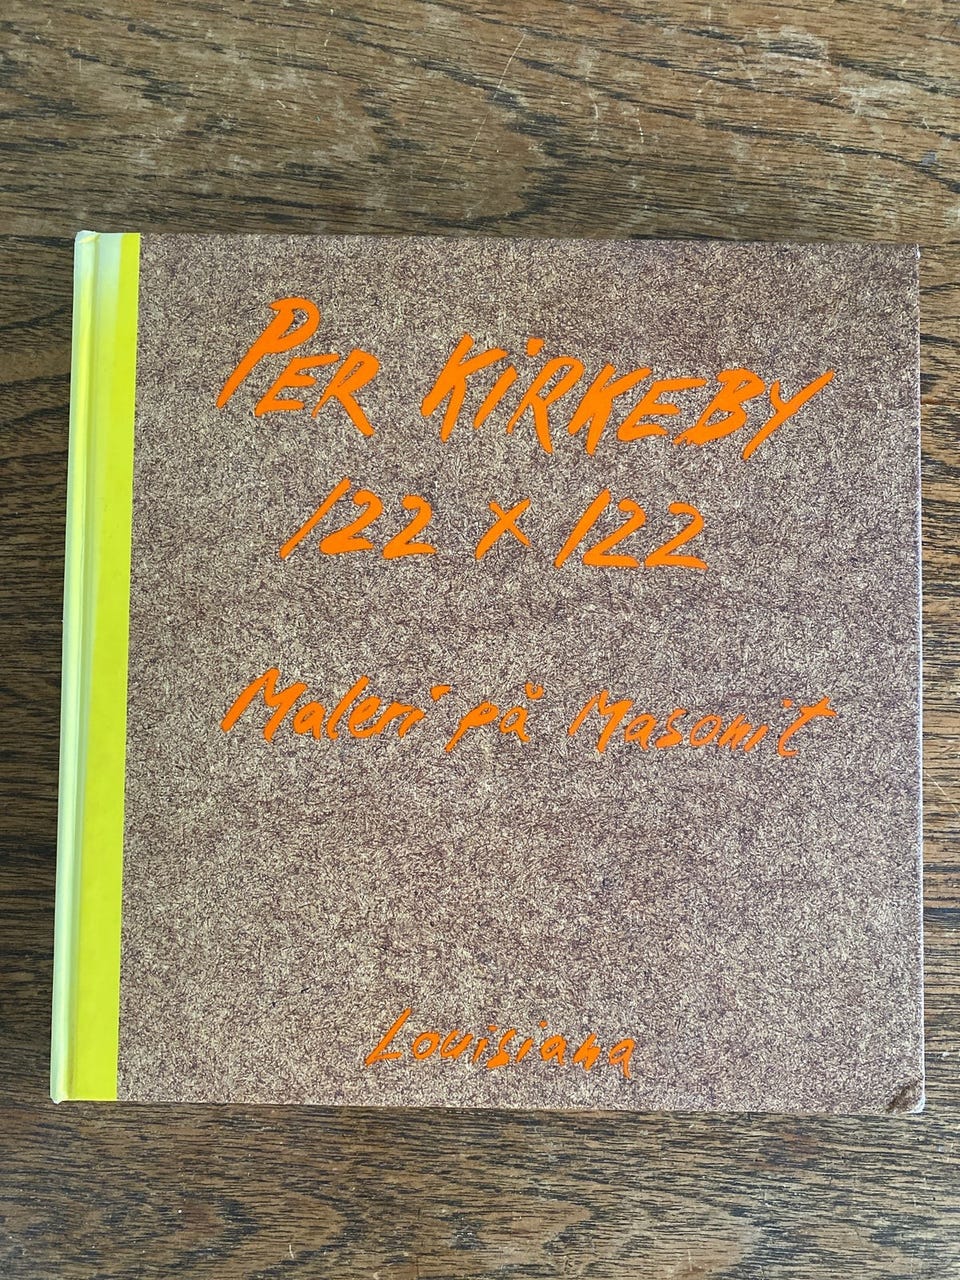 PER KIRKEBY
122 x 122
Maleri på Masonit
Louisiana